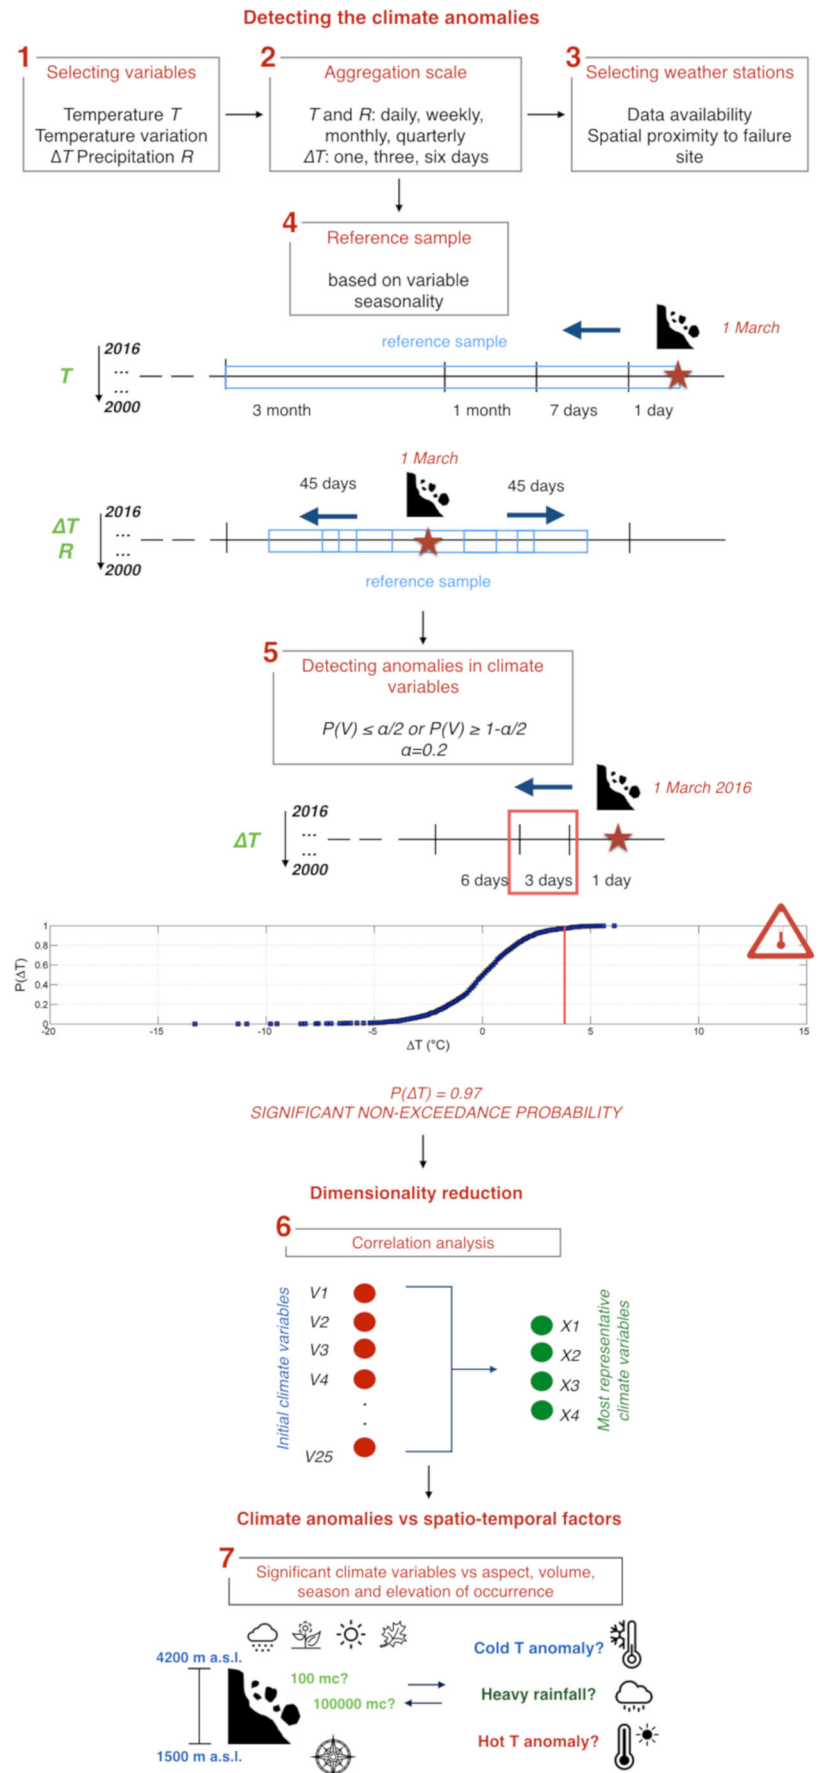 Detecting the climate anomalies
1
Selecting variables
Temperature T
Temperature variation
ΔT Precipitation R
2
Aggregation scale
T and R: daily, weekly,
monthly, quarterly
ΔT: one, three, six days
3
Selecting weather stations
Data availability
Spatial proximity to failure
site
4
Reference sample
based on variable
seasonality
reference sample
1 March
T
2016
...
...
2000
3 month
1 month
7 days
1 day
1 March
45 days
45 days
ΔT
R
2016
...
...
2000
reference sample
5
Detecting anomalies in climate
variables
P(V) ≤ α/2 or P(V) ≥ 1-α/2
α=0.2
1 March 2016
ΔT
2016
...
...
2000
6 days
3 days
1 day
P(ΔT)
1
0.8
0.6
0.4
0.2
0
-20
-15
-10
-5
0
5
10
15
ΔT (°C)
P(ΔT) = 0.97
SIGNIFICANT NON-EXCEEDANCE PROBABILITY
Dimensionality reduction
6
Correlation analysis
Initial climate variables
V1
V2
V3
V4
.
.
V25
X1
X2
X3
X4
Most representative
climate variables
Climate anomalies vs spatio-temporal factors
7
Significant climate variables vs aspect, volume,
season and elevation of occurrence
4200 m a.s.l.
100 mc?
100000 mc?
1500 m a.s.l.
Cold T anomaly?
Heavy rainfall?
Hot T anomaly?